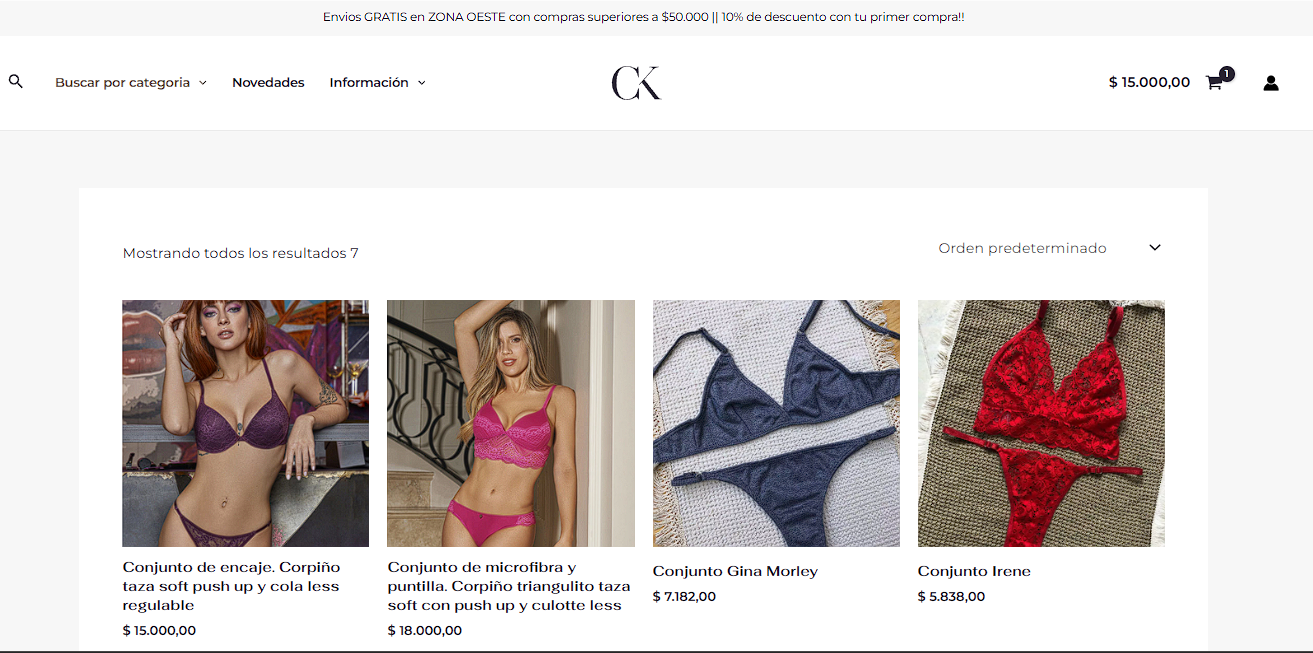 Envios GRATIS en ZONA OESTE con compras superiores a $50.000 || 10% de descuento con tu primer compra!!
Buscar por categoria
Novedades
Información
CK
$ 15.000,00
1
Mostrando todos los resultados 7
Orden predeterminado
Conjunto de encaje. Corpiño
taza soft push up y cola less
regulable
$ 15.000,00
Conjunto de microfibra y
puntilla. Corpiño triangulito taza
soft con push up y culotte less
$ 18.000,00
Conjunto Gina Morley
$ 7.182,00
Conjunto Irene
$ 5.838,00